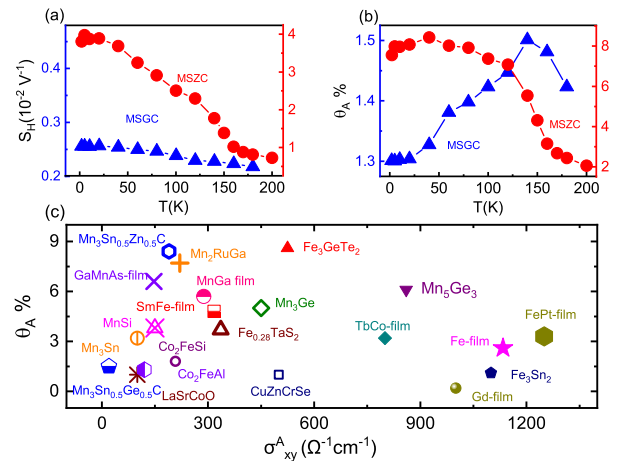 (a)
S_H(10⁻² V⁻¹)
0.5
0.4
0.3
0.2
MSZC
MSGC
4
3
2
1
0 50 100 150 200
T(K)
(b)
θ_A %
1.5
1.4
1.3
MSGC
MSZC
8
6
4
2
0 50 100 150 200
T(K)
(c)
θ_A %
9
6
3
0
Mn₃Sn₀.₅Zn₀.₅C
Mn₂RuGa
Fe₃GeTe₂
GaMnAs-film
MnGa film
Mn₅Ge₃
SmFe-film
Mn₃Ge
MnSi
Fe₀.₂₈TaS₂
TbCo-film
FePt-film
Mn₃Sn
Co₂FeSi
Fe-film
Co₂FeAl
Fe₃Sn₂
Mn₃Sn₀.₅Ge₀.₅C
LaSrCoO
CuZnCrSe
Gd-film
0 300 600 900 1200
σᴬ_xy (Ω⁻¹cm⁻¹)